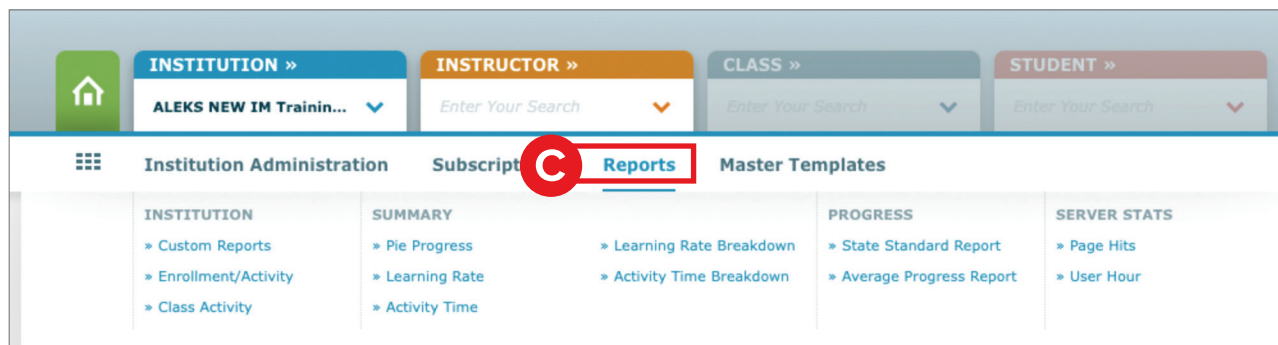 INSTITUTION »
INSTRUCTOR »
CLASS »
STUDENT »
ALEKS NEW IM Trainin...
Enter Your Search
Enter Your Search
Enter Your Search
Institution Administration
Subscript
C
Reports
Master Templates
INSTITUTION
» Custom Reports
» Enrollment/Activity
» Class Activity
SUMMARY
» Pie Progress
» Learning Rate
» Activity Time
» Learning Rate Breakdown
» Activity Time Breakdown
PROGRESS
» State Standard Report
» Average Progress Report
SERVER STATS
» Page Hits
» User Hour